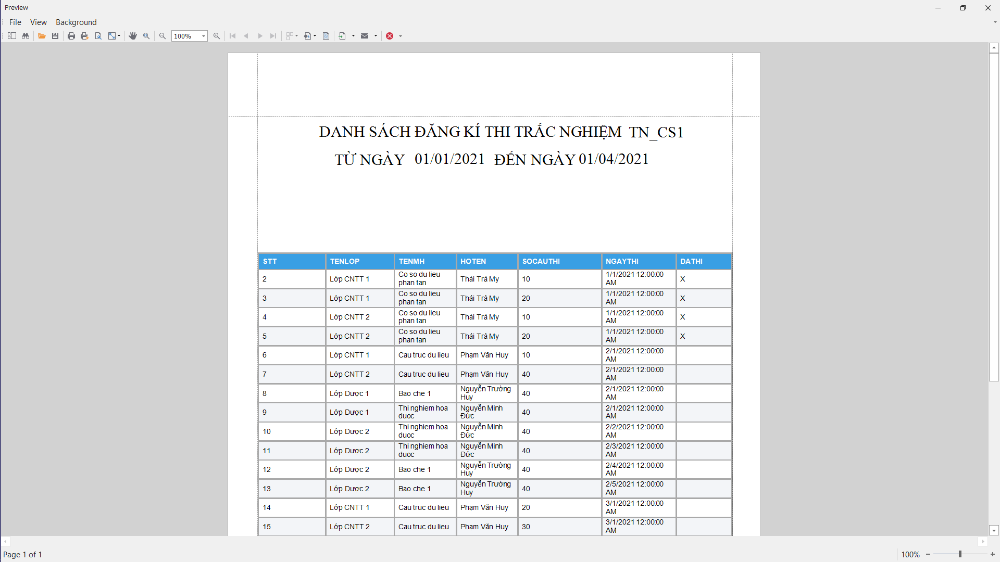 Preview
File View Background
100%
DANH SÁCH ĐĂNG KÍ THI TRẮC NGHIỆM TN_CS1
TỪ NGÀY 01/01/2021 ĐẾN NGÀY 01/04/2021
STT TENLOP TENMH HOTEN SOCAUTHI NGAYTHI DATHI
2 Lớp CNTT 1 Co so du lieu phan tan Thái Trà My 10 1/1/2021 12:00:00 AM X
3 Lớp CNTT 1 Co so du lieu phan tan Thái Trà My 20 1/1/2021 12:00:00 AM X
4 Lớp CNTT 2 Co so du lieu phan tan Thái Trà My 10 1/1/2021 12:00:00 AM X
5 Lớp CNTT 2 Co so du lieu phan tan Thái Trà My 20 1/1/2021 12:00:00 AM X
6 Lớp CNTT 1 Cau truc du lieu Phạm Văn Huy 10 2/1/2021 12:00:00 AM
7 Lớp CNTT 2 Cau truc du lieu Phạm Văn Huy 40 2/1/2021 12:00:00 AM
8 Lớp Dược 1 Bao che 1 Nguyễn Trường Huy 40 2/1/2021 12:00:00 AM
9 Lớp Dược 1 Thi nghiem hoa duoc Nguyễn Minh Đức 40 2/1/2021 12:00:00 AM
10 Lớp Dược 2 Thi nghiem hoa duoc Nguyễn Minh Đức 40 2/2/2021 12:00:00 AM
11 Lớp Dược 2 Thi nghiem hoa duoc Nguyễn Minh Đức 40 2/3/2021 12:00:00 AM
12 Lớp Dược 2 Bao che 1 Nguyễn Trường Huy 40 2/4/2021 12:00:00 AM
13 Lớp Dược 2 Bao che 1 Nguyễn Trường Huy 40 2/5/2021 12:00:00 AM
14 Lớp CNTT 1 Cau truc du lieu Phạm Văn Huy 20 3/1/2021 12:00:00 AM
15 Lớp CNTT 2 Cau truc du lieu Phạm Văn Huy 30 3/1/2021 12:00:00 AM
Page 1 of 1 100%